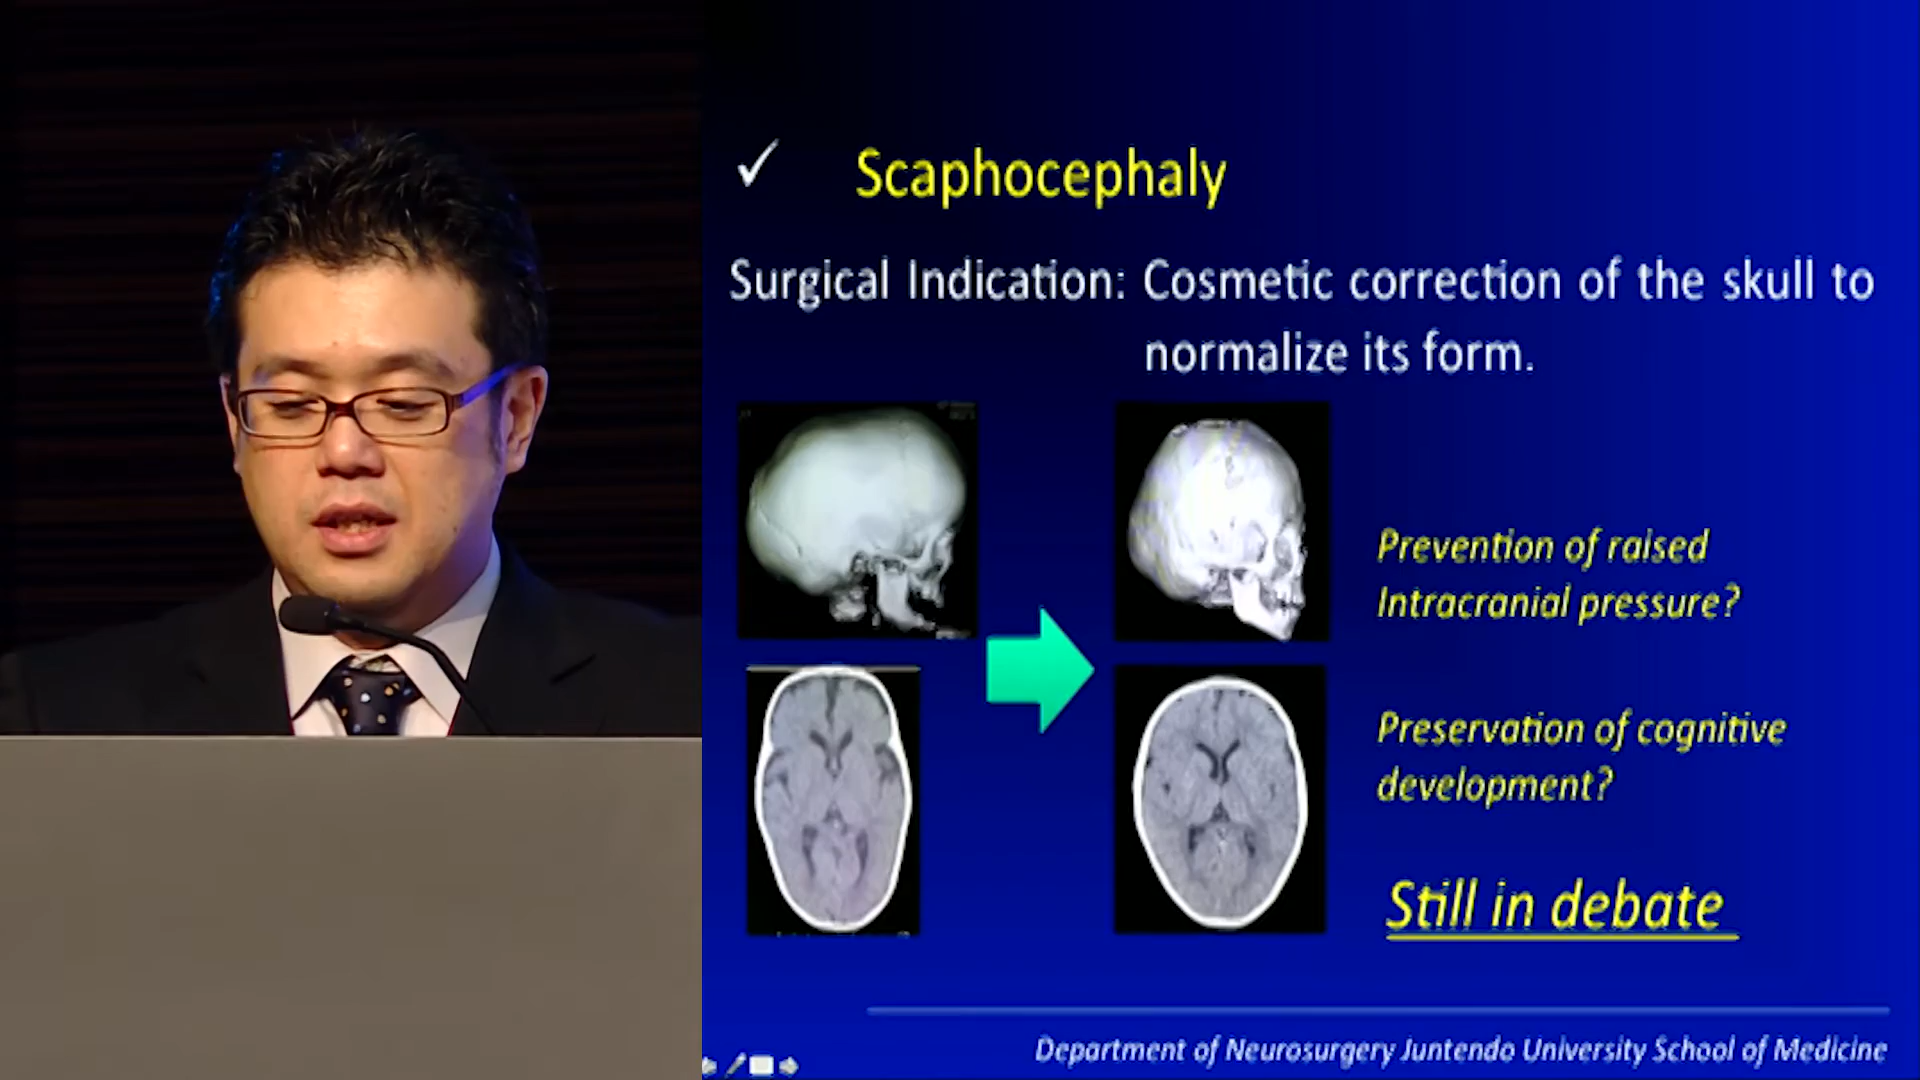 ✓ Scaphocephaly
Surgical Indication: Cosmetic correction of the skull to
normalize its form.
Prevention of raised
Intracranial pressure?
Preservation of cognitive
development?
Still in debate
Department of Neurosurgery Juntendo University School of Medicine